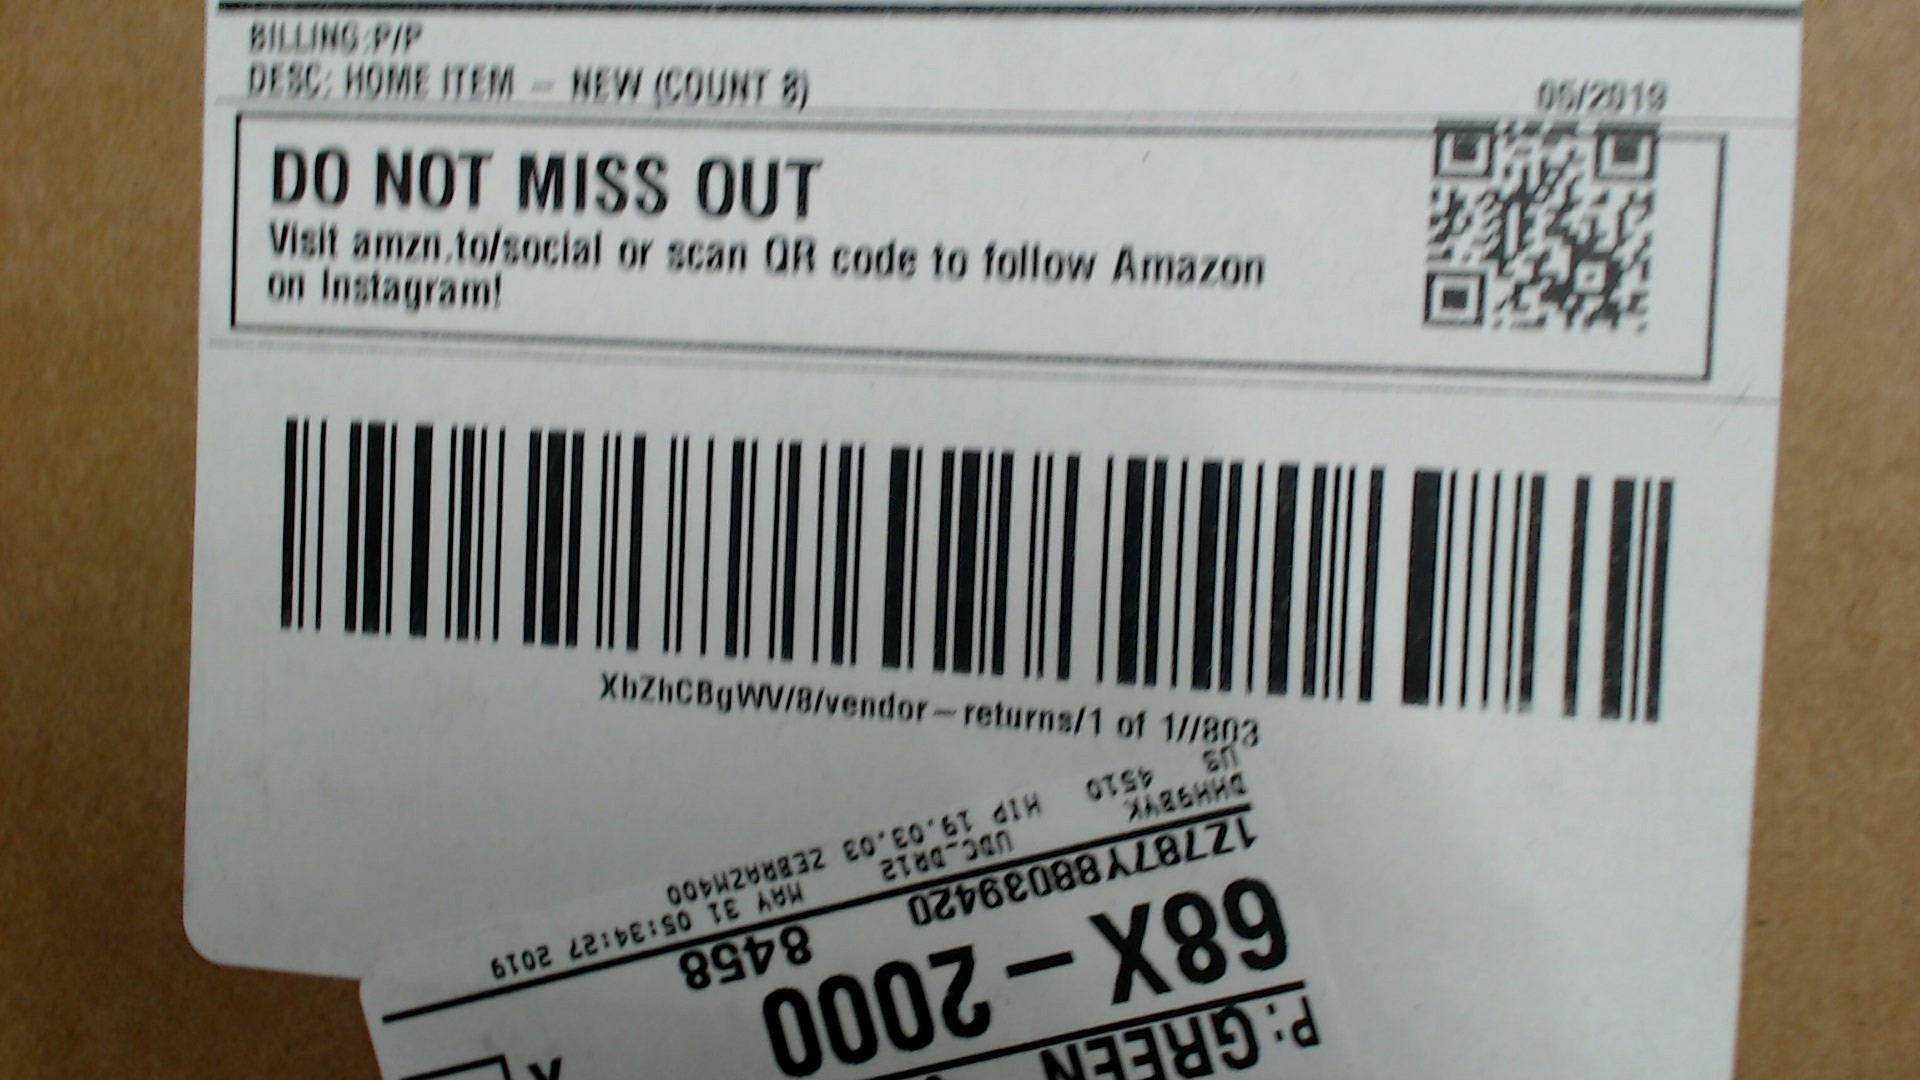 BILLING:P/P
DESC: HOME ITEM - NEW (COUNT 8)
05/2019
DO NOT MISS OUT
Visit amzn.to/social or scan QR code to follow Amazon
on Instagram!
XbZhCBgWV/8/vendor-returns/1 of 1//803
P:GREEN
68X-2000
1Z787Y88039420 8458
DHH9BYK UDC_DR12 MAY 31 05:34:27 2019
US 4510 HIP 19.03.03 ZEBRAZM400